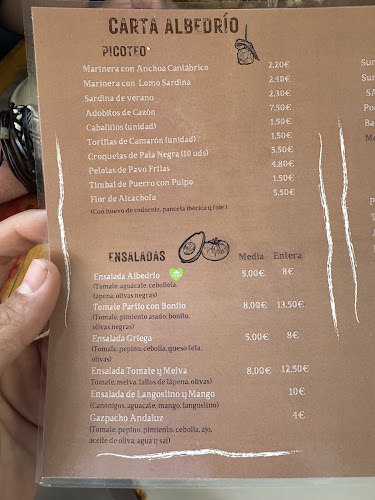 CARTA ALBEDRÍO
PICOTEO
Marinera con Anchoa Cantábrico 2,20€
Marinera con Lomo Sardina 2,40€
Sardina de verano 2,30€
Adobitos de Cazón 7,50€
Caballitos (unidad) 1,50€
Tortitas de Camarón (unidad) 1,50€
Croquetas de Pata Negra (10 uds) 5,50€
Pelotas de Pavo Fritas 4,80€
Timbal de Puerro con Pulpo 1,50€
Flor de Alcachofa 5,50€
(Con huevo de codorniz, panceta ibérica y foie)
ENSALADAS Media Entera
Ensalada Albedrío 5,00€ 8€
(Tomate, aguacate, cebolleta,
tápena, olivas negras)
Tomate Partío con Bonito 8,00€ 13,50€
(Tomate, pimiento asado, bonito,
olivas negras)
Ensalada Griega 5,00€ 8€
(Tomate, pepino, cebolla, queso feta,
olivas)
Ensalada Tomate y Melva 8,00€ 12,50€
(Tomate, melva, tallos de tápena, olivas)
Ensalada de Langostino y Mango 10€
(Canónigos, aguacate, mango, langostino)
Gazpacho Andaluz 4€
(Tomate, pepino, pimiento, cebolla, ajo,
aceite de oliva, agua y sal)